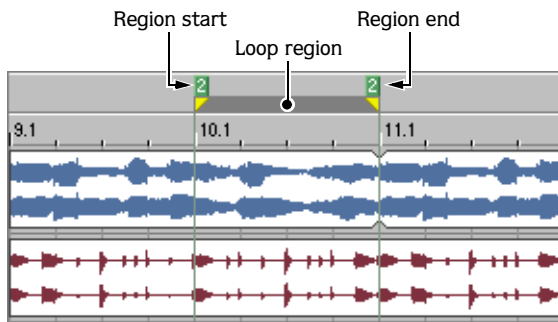 Region start
Region end
Loop region
2
2
9.1
10.1
11.1